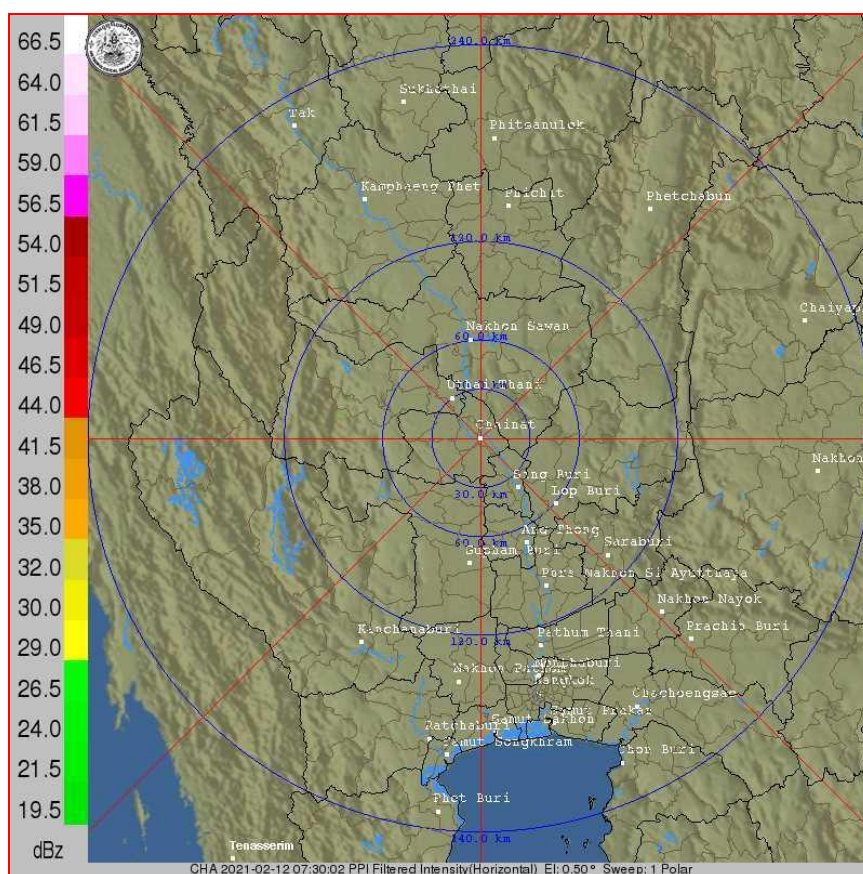 66.5
64.0
61.5
59.0
56.5
54.0
51.5
49.0
46.5
44.0
41.5
38.0
35.0
32.0
30.0
29.0
26.5
24.0
21.5
19.5
dBz
240.0 km
Sukhothai
Tak
Phitsanulok
Kamphaeng Phet
Phichit
Phetchabun
120.0 km
Chaiyap
Nakhon Sawan
60.0 km
Uthai Thani
Chainat
Nakhon
Sing Buri
30.0 km
Lop Buri
Ang Thong
60.0 km
Suphan Buri
Saraburi
Pora Nakhon Si Ayutthaya
Nakhon Nayok
Kanchanaburi
120.0 km
Prachin Buri
Pathum Thani
Nakhon Pathom
Nonthaburi
Bangkok
Chachoengsao
Samut Prakan
Samut Sakhon
Ratchaburi
Samut Songkhram
Chon Buri
Phet Buri
240.0 km
Tenasserim
CHA 2021-02-12 07:30:02 PPI Filtered Intensity(Horizontal) El: 0.50° Sweep: 1 Polar